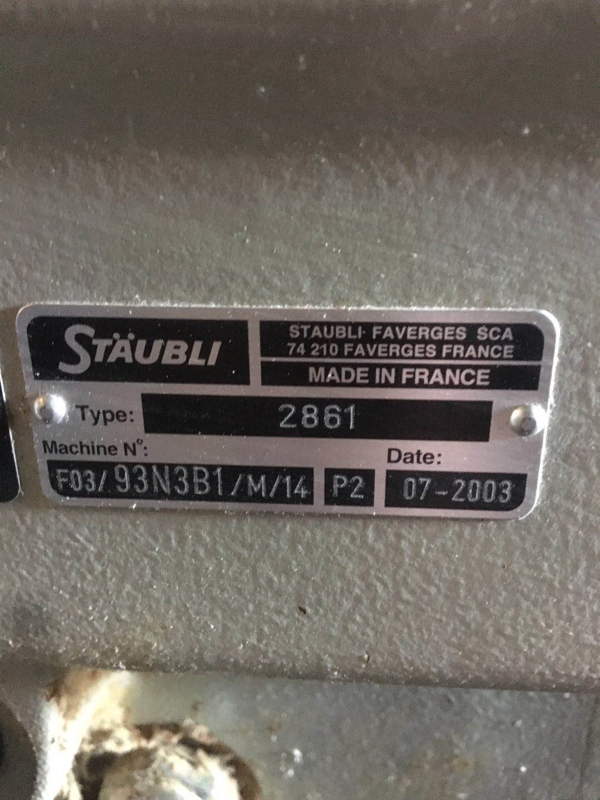 STÄUBLI
STAUBLI FAVERGES SCA
74 210 FAVERGES FRANCE
MADE IN FRANCE
Type: 2861
Machine N°:
Date:
F03/93N3B1/M/14 P2 07-2003